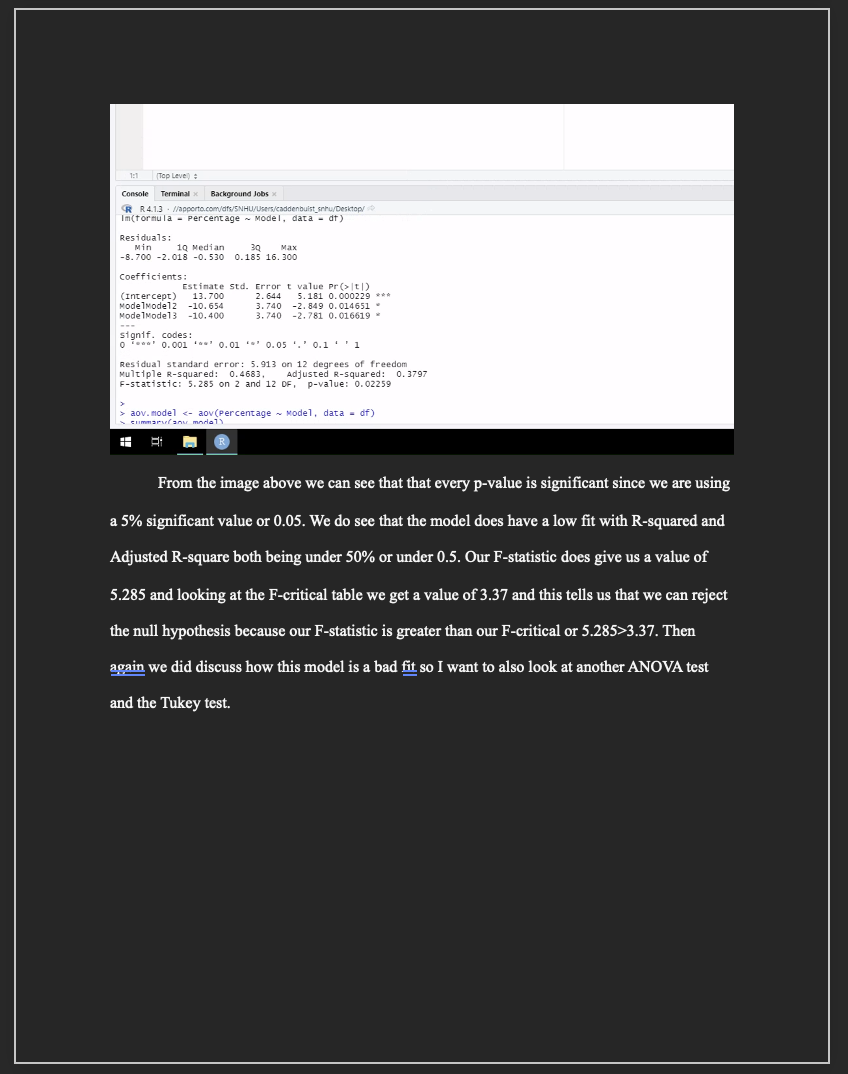 1:1 (Top Level)
Console Terminal × Background Jobs ×
R R 4.1.3 · //apporto.com/dfs/SNHU/Users/caddenbuist_snhu/Desktop/
lm(formula = Percentage ~ Model, data = df)
Residuals:
Min 1Q Median 3Q Max
-8.700 -2.018 -0.530 0.185 16.300
Coefficients:
Estimate Std. Error t value Pr(>|t|)
(Intercept) 13.700 2.644 5.181 0.000229 ***
ModelModel2 -10.654 3.740 -2.849 0.014651 *
ModelModel3 -10.400 3.740 -2.781 0.016619 *
---
Signif. codes:
0 ‘***’ 0.001 ‘**’ 0.01 ‘*’ 0.05 ‘.’ 0.1 ‘ ’ 1
Residual standard error: 5.913 on 12 degrees of freedom
Multiple R-squared: 0.4683, Adjusted R-squared: 0.3797
F-statistic: 5.285 on 2 and 12 DF, p-value: 0.02259
>
> aov.model <- aov(Percentage ~ Model, data = df)
> summary(aov.model)
R
From the image above we can see that that every p-value is significant since we are using
a 5% significant value or 0.05. We do see that the model does have a low fit with R-squared and
Adjusted R-square both being under 50% or under 0.5. Our F-statistic does give us a value of
5.285 and looking at the F-critical table we get a value of 3.37 and this tells us that we can reject
the null hypothesis because our F-statistic is greater than our F-critical or 5.285>3.37. Then
again we did discuss how this model is a bad fit so I want to also look at another ANOVA test
and the Tukey test.